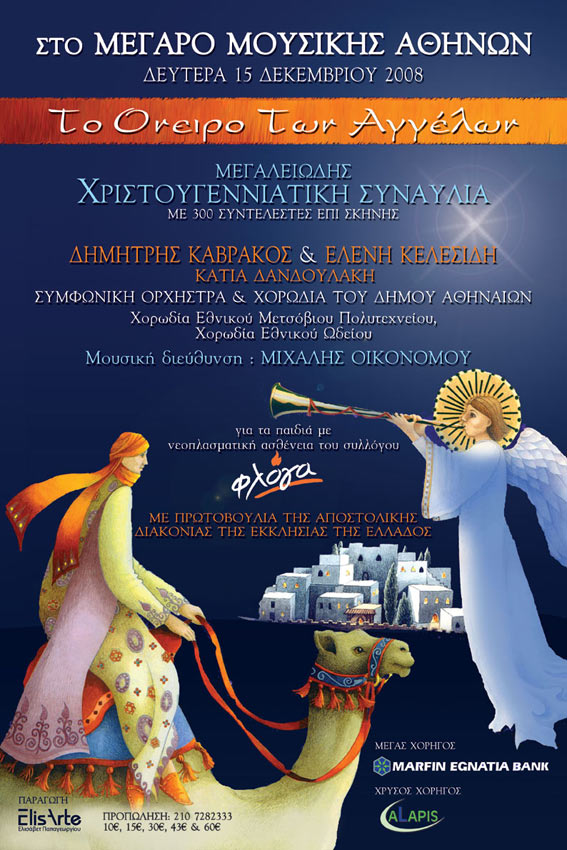 ΣΤΟ ΜΕΓΑΡΟ ΜΟΥΣΙΚΗΣ ΑΘΗΝΩΝ
ΔΕΥΤΕΡΑ 15 ΔΕΚΕΜΒΡΙΟΥ 2008
Το Ονειρο Των Αγγέλων
ΜΕΓΑΛΕΙΩΔΗΣ
ΧΡΙΣΤΟΥΓΕΝΝΙΑΤΙΚΗ ΣΥΝΑΥΛΙΑ
ΜΕ 300 ΣΥΝΤΕΛΕΣΤΕΣ ΕΠΙ ΣΚΗΝΗΣ
ΔΗΜΗΤΡΗΣ ΚΑΒΡΑΚΟΣ & ΕΛΕΝΗ ΚΕΛΕΣΙΔΗ
ΚΑΤΙΑ ΔΑΝΔΟΥΛΑΚΗ
ΣΥΜΦΩΝΙΚΗ ΟΡΧΗΣΤΡΑ & ΧΟΡΩΔΙΑ ΤΟΥ ΔΗΜΟΥ ΑΘΗΝΑΙΩΝ
Χορωδία Εθνικού Μετσόβιου Πολυτεχνείου,
Χορωδία Εθνικού Ωδείου
Μουσική διεύθυνση : ΜΙΧΑΛΗΣ ΟΙΚΟΝΟΜΟΥ
για τα παιδιά με
νεοπλασματική ασθένεια του συλλόγου
φλόγα
ΜΕ ΠΡΩΤΟΒΟΥΛΙΑ ΤΗΣ ΑΠΟΣΤΟΛΙΚΗΣ
ΔΙΑΚΟΝΙΑΣ ΤΗΣ ΕΚΚΛΗΣΙΑΣ ΤΗΣ ΕΛΛΑΔΟΣ
ΜΕΓΑΣ ΧΟΡΗΓΟΣ
MARFIN EGNATIA BANK
ΧΡΥΣΟΣ ΧΟΡΗΓΟΣ
ALAPIS
ΠΑΡΑΓΩΓΗ
ElisArte
Ελισάβετ Παπαγεωργίου
ΠΡΟΠΩΛΗΣΗ: 210 7282333
10€, 15€, 30€, 43€ & 60€